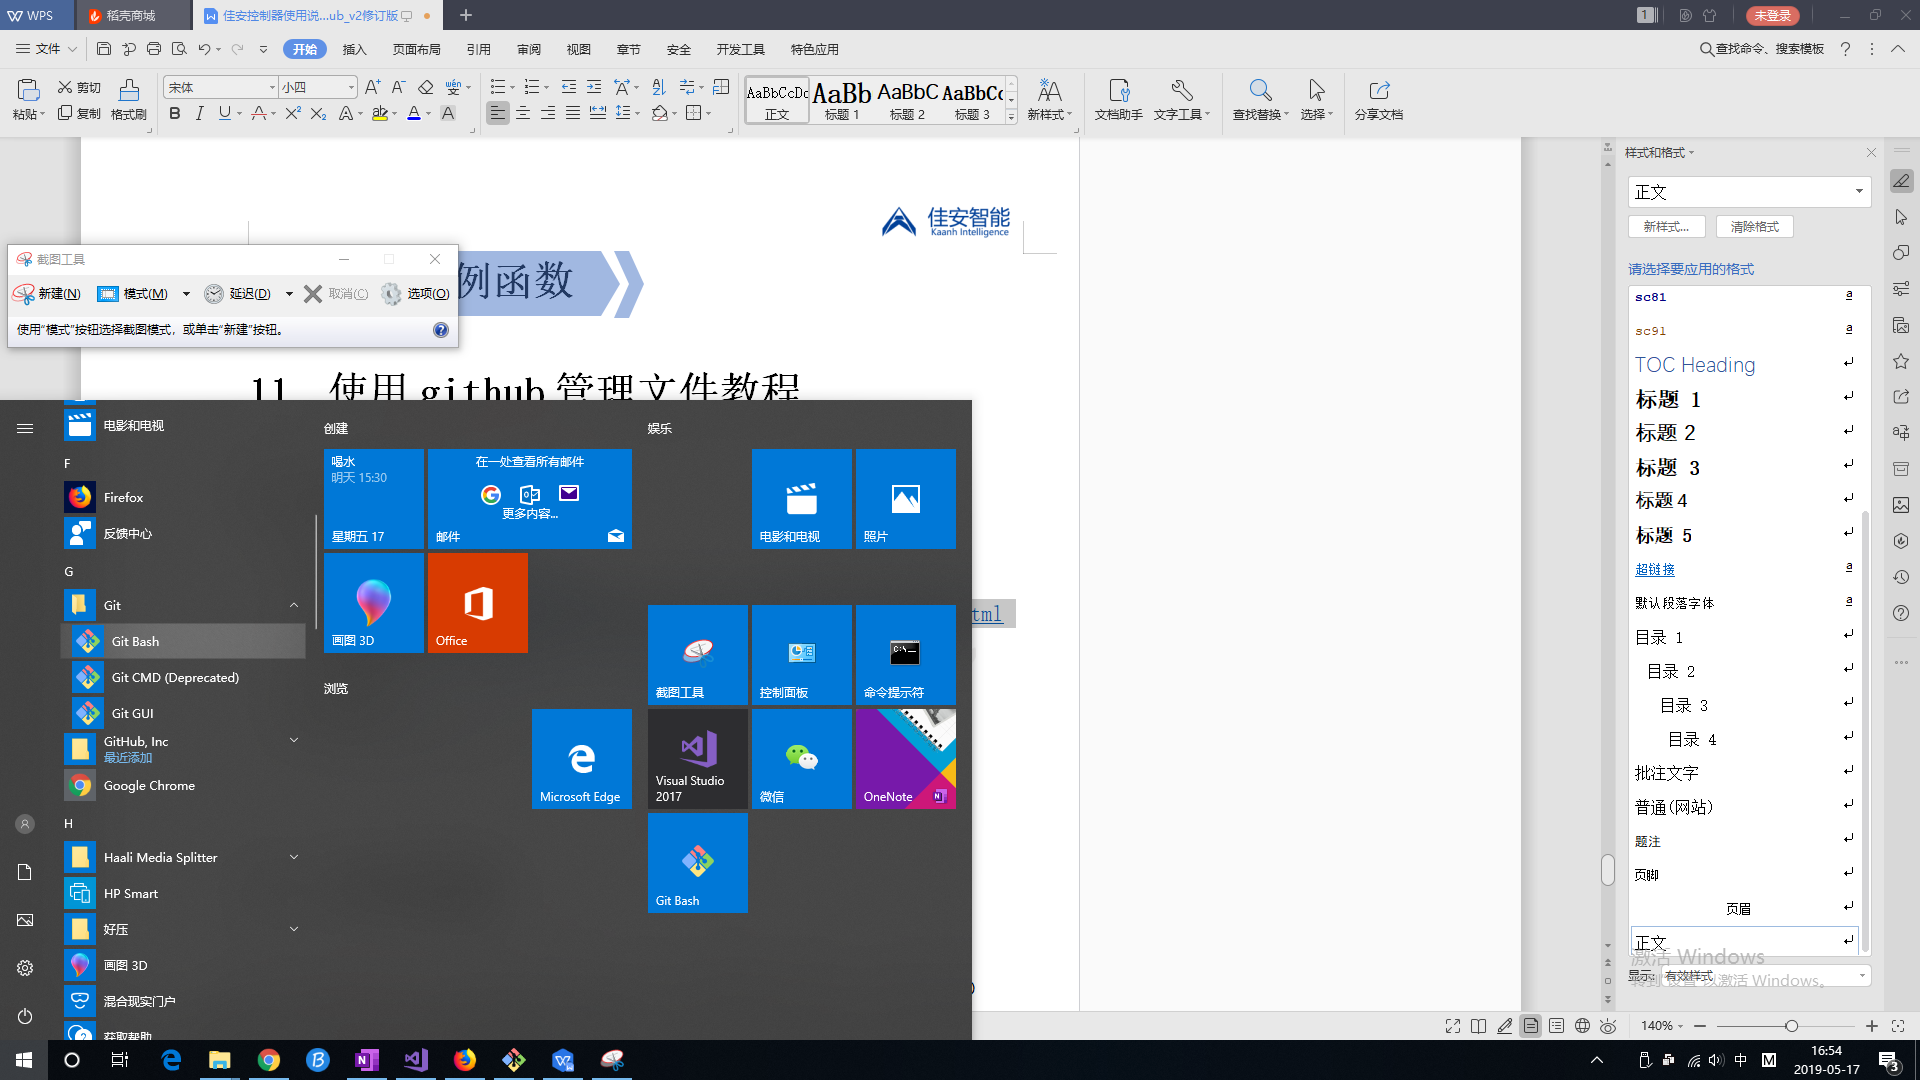 WPS
稻壳商城
佳安控制器使用说...ub_v2修订版
1
未登录
文件
开始
插入
页面布局
引用
审阅
视图
章节
安全
开发工具
特色应用
查找命令、搜索模板
粘贴
剪切
复制
格式刷
宋体
小四
AaBbCcDc
正文
AaBb
标题 1
AaBbC
标题 2
AaBbCc
标题 3
新样式
文档助手
文字工具
查找替换
选择
分享文档
佳安智能
Kaanh Intelligence
例函数
11 使用 github 管理文件教程
tml
截图工具
新建(N)
模式(M)
延迟(D)
取消(C)
选项(O)
使用"模式"按钮选择截图模式，或单击"新建"按钮。
电影和电视
F
Firefox
反馈中心
G
Git
Git Bash
Git CMD (Deprecated)
Git GUI
GitHub, Inc
最近添加
Google Chrome
H
Haali Media Splitter
HP Smart
好压
画图 3D
混合现实门户
获取帮助
创建
喝水
明天 15:30
星期五 17
在一处查看所有邮件
更多内容...
邮件
画图 3D
Office
浏览
Microsoft Edge
娱乐
电影和电视
照片
截图工具
控制面板
命令提示符
Visual Studio 2017
微信
OneNote
Git Bash
样式和格式
正文
新样式...
清除格式
请选择要应用的格式
sc81
sc91
TOC Heading
标题 1
标题 2
标题 3
标题 4
标题 5
超链接
默认段落字体
目录 1
目录 2
目录 3
目录 4
批注文字
普通(网站)
题注
页脚
页眉
正文
显示:
有效样式
激活 Windows
转到"设置"以激活 Windows。
140%
中
M
16:54
2019-05-17
3